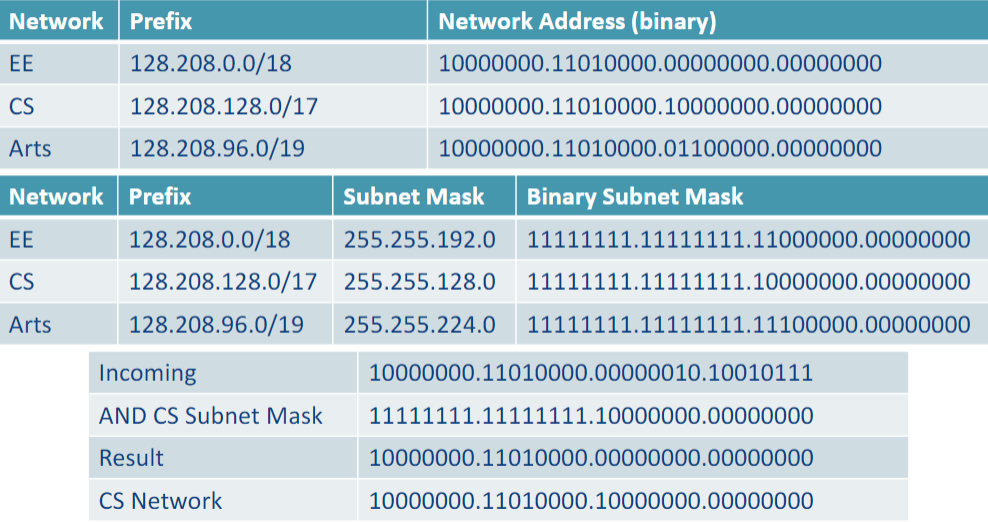 Network Prefix Network Address (binary)
EE 128.208.0.0/18 10000000.11010000.00000000.00000000
CS 128.208.128.0/17 10000000.11010000.10000000.00000000
Arts 128.208.96.0/19 10000000.11010000.01100000.00000000
Network Prefix Subnet Mask Binary Subnet Mask
EE 128.208.0.0/18 255.255.192.0 11111111.11111111.11000000.00000000
CS 128.208.128.0/17 255.255.128.0 11111111.11111111.10000000.00000000
Arts 128.208.96.0/19 255.255.224.0 11111111.11111111.11100000.00000000
Incoming 10000000.11010000.00000010.10010111
AND CS Subnet Mask 11111111.11111111.10000000.00000000
Result 10000000.11010000.00000000.00000000
CS Network 10000000.11010000.10000000.00000000